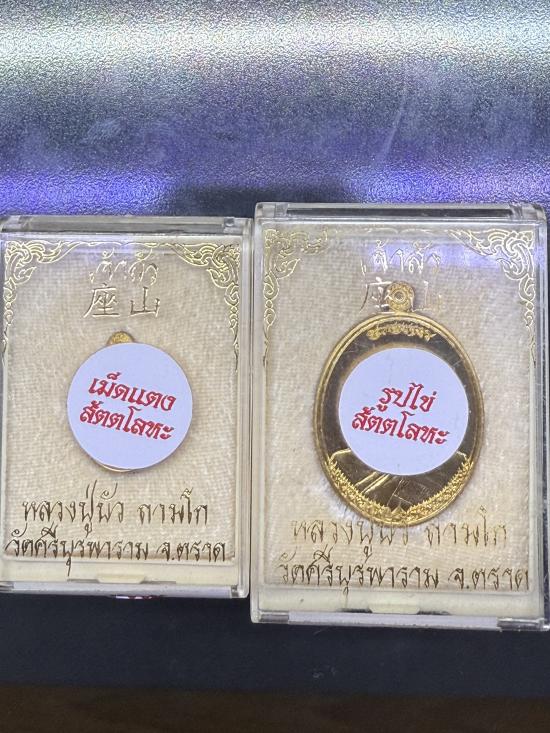 เจ้าสัว
座山
เม็ดแตง
สัตตโลหะ
หลวงปู่บัว ถามโก
วัดศรีบุรพาราม จ.ตราด
เจ้าสัว
座山
รูปไข่
สัตตโลหะ
หลวงปู่บัว ถามโก
วัดศรีบุรพาราม จ.ตราด